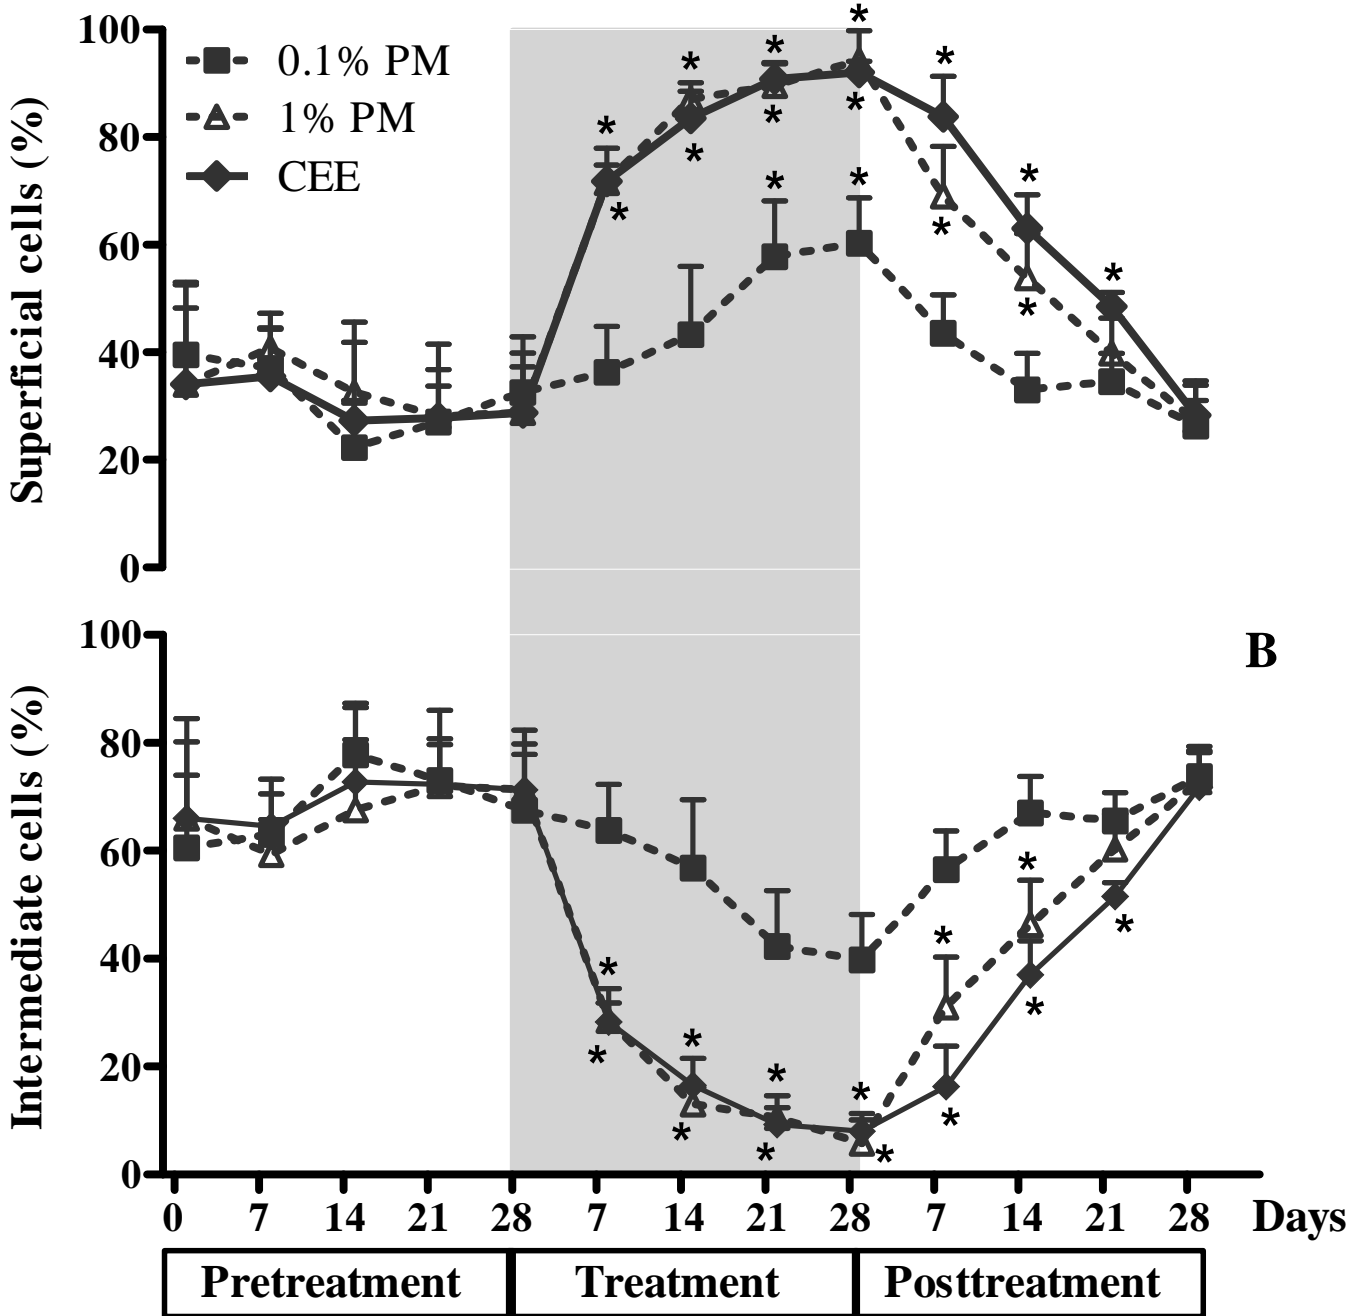 100
80
60
40
20
0
Superficial cells (%)
0.1% PM
1% PM
CEE
* * * *
* * * *
* *
* * *
* *
B
100
80
60
40
20
0
Intermediate cells (%)
* * * *
* * * *
* *
* * *
0 7 14 21 28 7 14 21 28 7 14 21 28 Days
Pretreatment Treatment Posttreatment